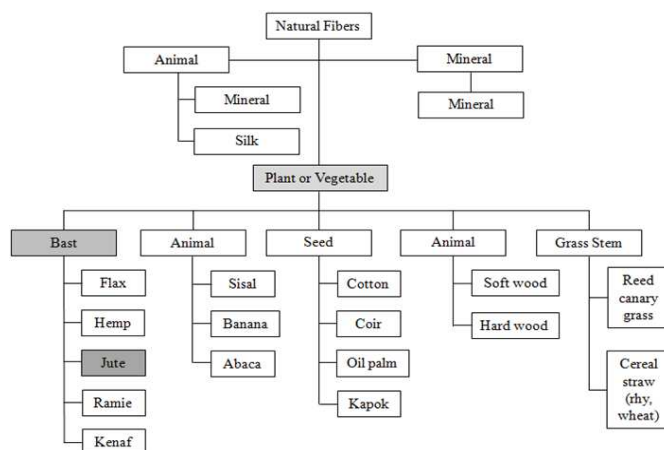 Natural Fibers
Animal
Mineral
Mineral
Mineral
Silk
Plant or Vegetable
Bast
Animal
Seed
Animal
Grass Stem
Flax
Hemp
Jute
Ramie
Kenaf
Sisal
Banana
Abaca
Cotton
Coir
Oil palm
Kapok
Soft wood
Hard wood
Reed
canary
grass
Cereal
straw
(rhy,
wheat)